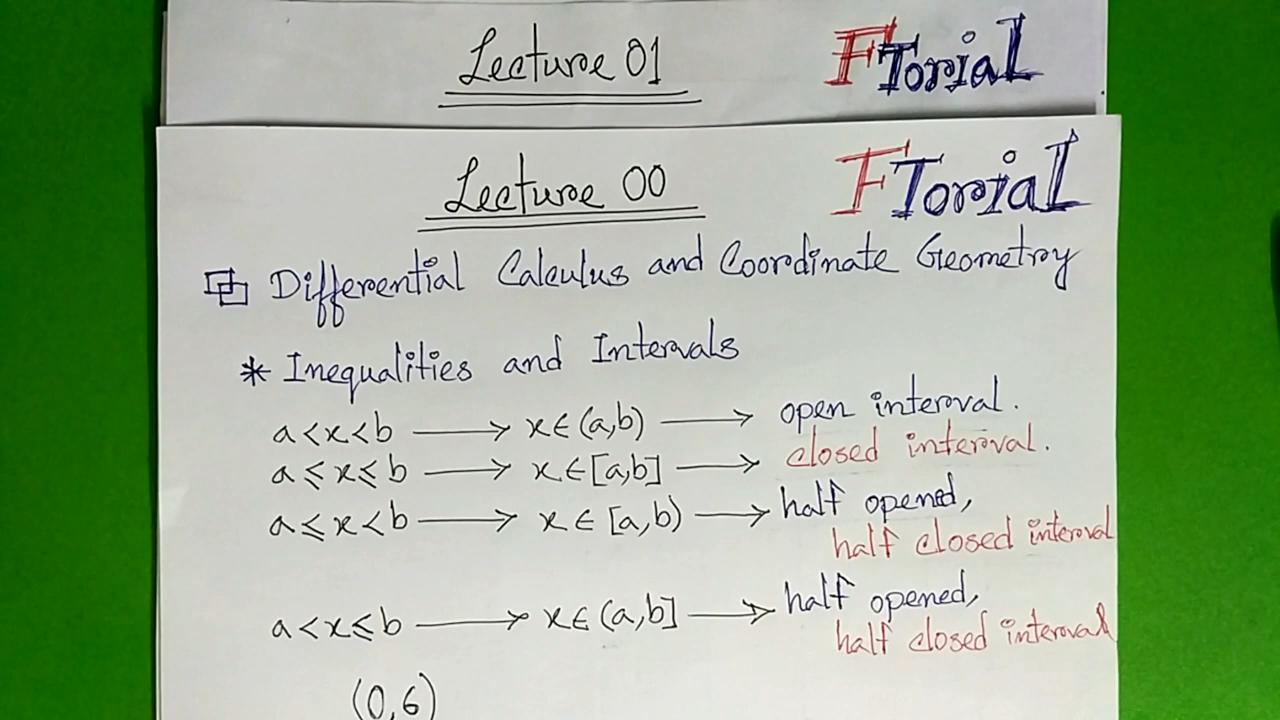 Lecture 01 FTorial
Lecture 00 FTorial
Differential Calculus and Coordinate Geometry
* Inequalities and Intervals
a<x<b ⟶ x∈(a,b) ⟶ open interval.
a⩽x⩽b ⟶ x∈[a,b] ⟶ closed interval.
a⩽x<b ⟶ x∈[a,b) ⟶ half opened,
half closed interval
a<x⩽b ⟶ x∈(a,b] ⟶ half opened,
half closed interval
(0,6)